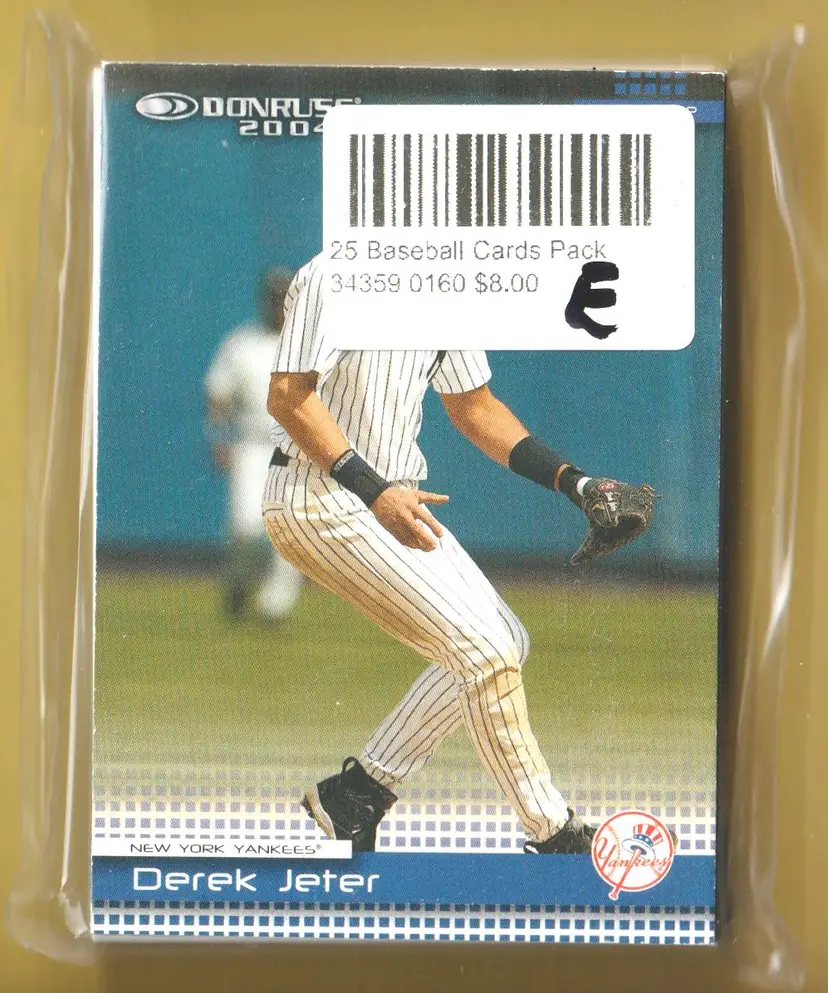 DONRUSS
2004
25 Baseball Cards Pack
34359 0160 $8.00
E
NEW YORK YANKEES®
Derek Jeter
Yankees